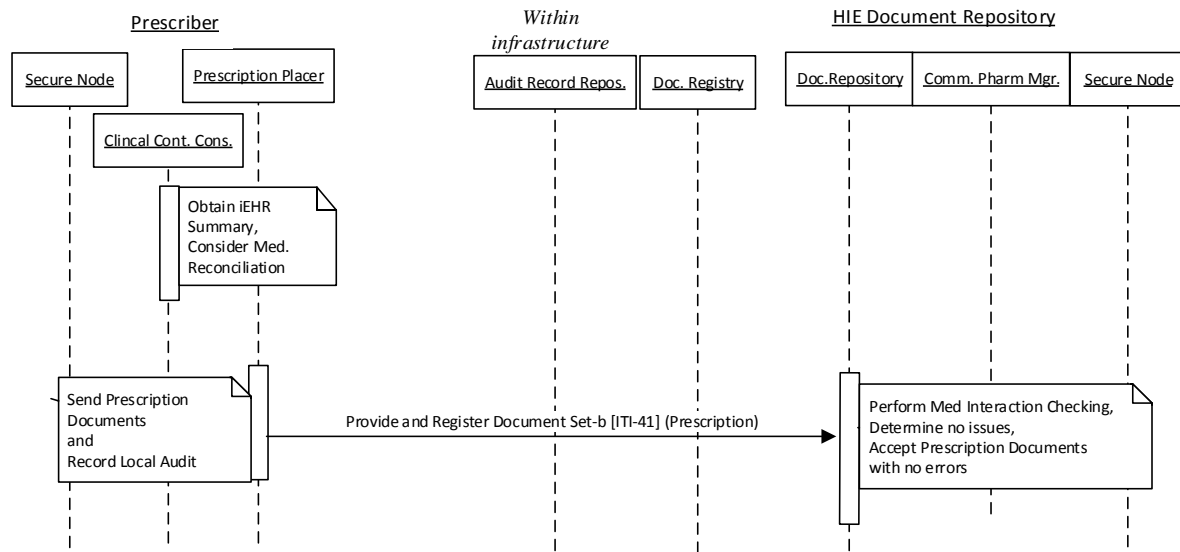 Prescriber
Within
infrastructure
HIE Document Repository
Secure Node
Prescription Placer
Clincal Cont. Cons.
Audit Record Repos.
Doc. Registry
Doc.Repository
Comm. Pharm Mgr.
Secure Node
Obtain iEHR
Summary,
Consider Med.
Reconciliation
Send Prescription
Documents
and
Record Local Audit
Provide and Register Document Set-b [ITI-41] (Prescription)
Perform Med Interaction Checking,
Determine no issues,
Accept Prescription Documents
with no errors